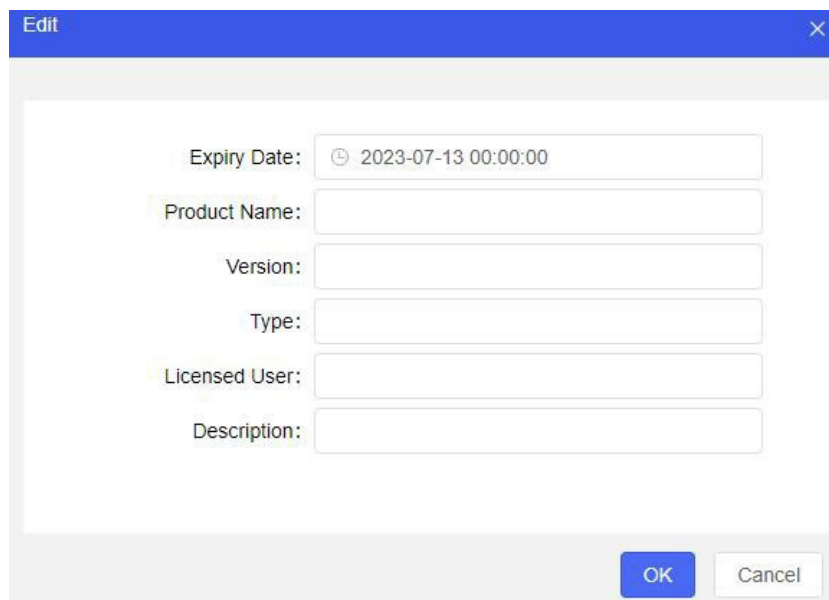 Edit
Expiry Date: 2023-07-13 00:00:00
Product Name:
Version:
Type:
Licensed User:
Description:
OK Cancel